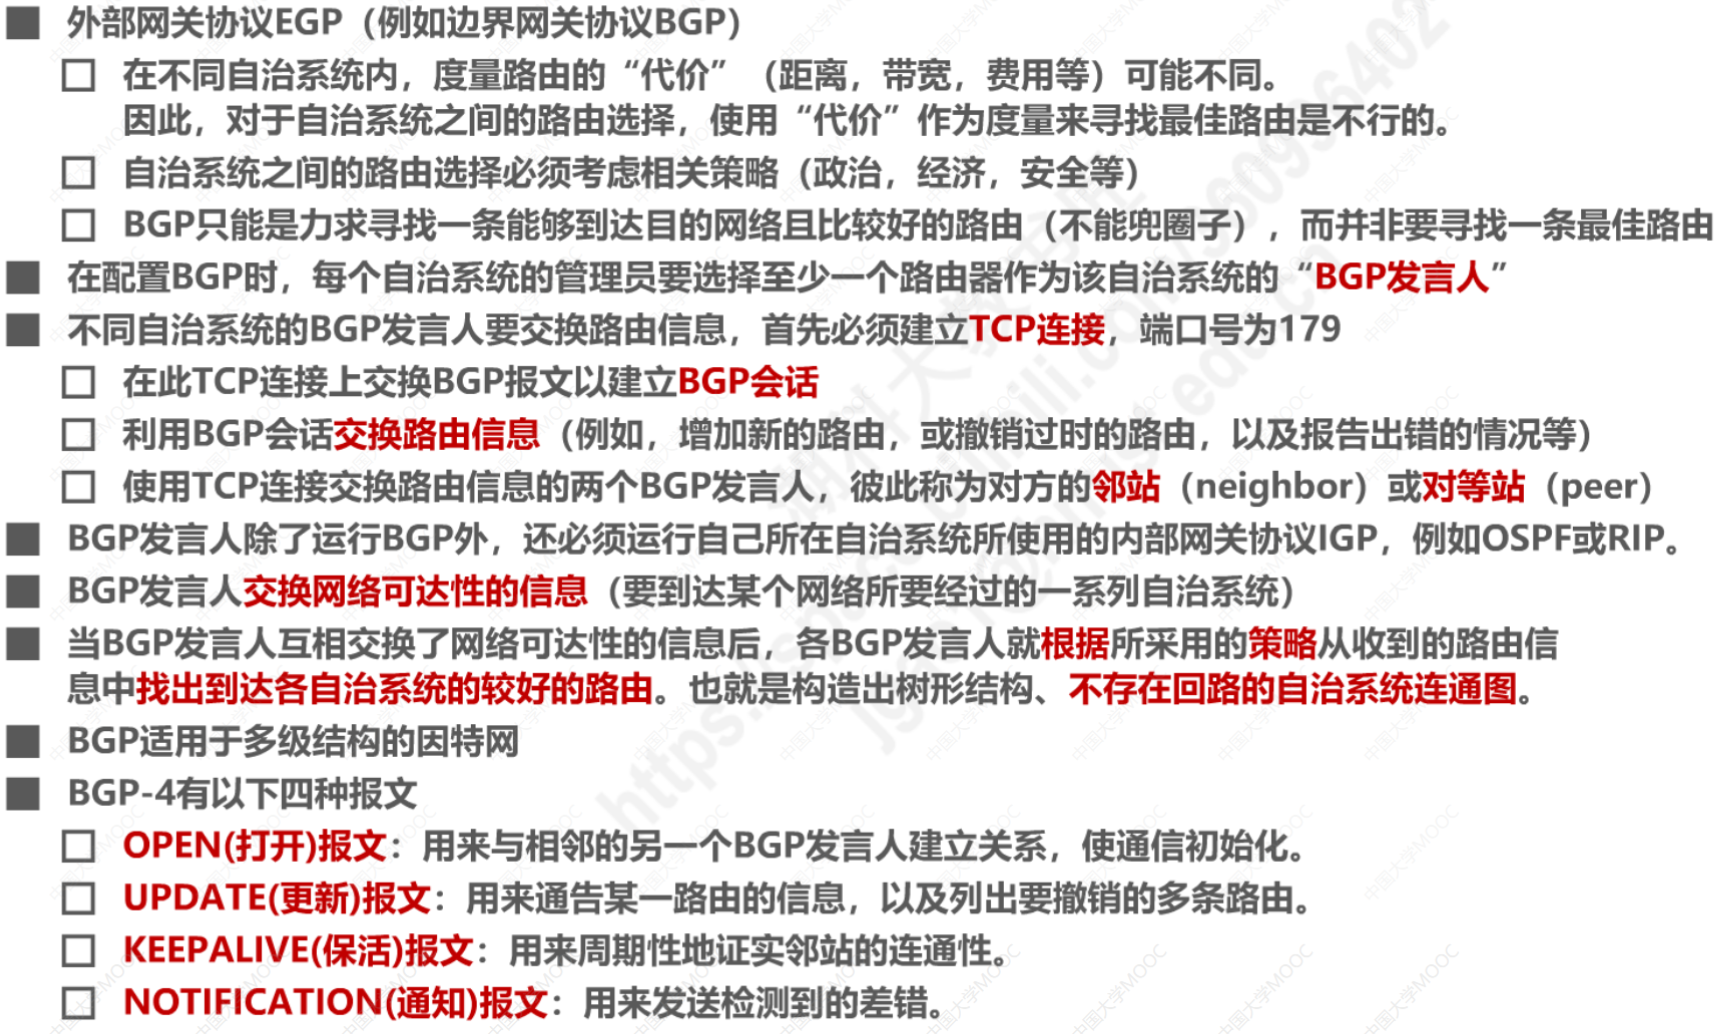 外部网关协议EGP（例如边界网关协议BGP）
在不同自治系统内，度量路由的“代价”（距离，带宽，费用等）可能不同。
因此，对于自治系统之间的路由选择，使用“代价”作为度量来寻找最佳路由是不行的。
自治系统之间的路由选择必须考虑相关策略（政治，经济，安全等）
BGP只能是力求寻找一条能够到达目的网络且比较好的路由（不能兜圈子），而并非要寻找一条最佳路由
在配置BGP时，每个自治系统的管理员要选择至少一个路由器作为该自治系统的“BGP发言人”
不同自治系统的BGP发言人要交换路由信息，首先必须建立TCP连接，端口号为179
在此TCP连接上交换BGP报文以建立BGP会话
利用BGP会话交换路由信息（例如，增加新的路由，或撤销过时的路由，以及报告出错的情况等）
使用TCP连接交换路由信息的两个BGP发言人，彼此称为对方的邻站（neighbor）或对等站（peer）
BGP发言人除了运行BGP外，还必须运行自己所在自治系统所使用的内部网关协议IGP，例如OSPF或RIP。
BGP发言人交换网络可达性的信息（要到达某个网络所要经过的一系列自治系统）
当BGP发言人互相交换了网络可达性的信息后，各BGP发言人就根据所采用的策略从收到的路由信
息中找出到达各自治系统的较好的路由。也就是构造出树形结构、不存在回路的自治系统连通图。
BGP适用于多级结构的因特网
BGP-4有以下四种报文
OPEN(打开)报文：用来与相邻的另一个BGP发言人建立关系，使通信初始化。
UPDATE(更新)报文：用来通告某一路由的信息，以及列出要撤销的多条路由。
KEEPALIVE(保活)报文：用来周期性地证实邻站的连通性。
NOTIFICATION(通知)报文：用来发送检测到的差错。